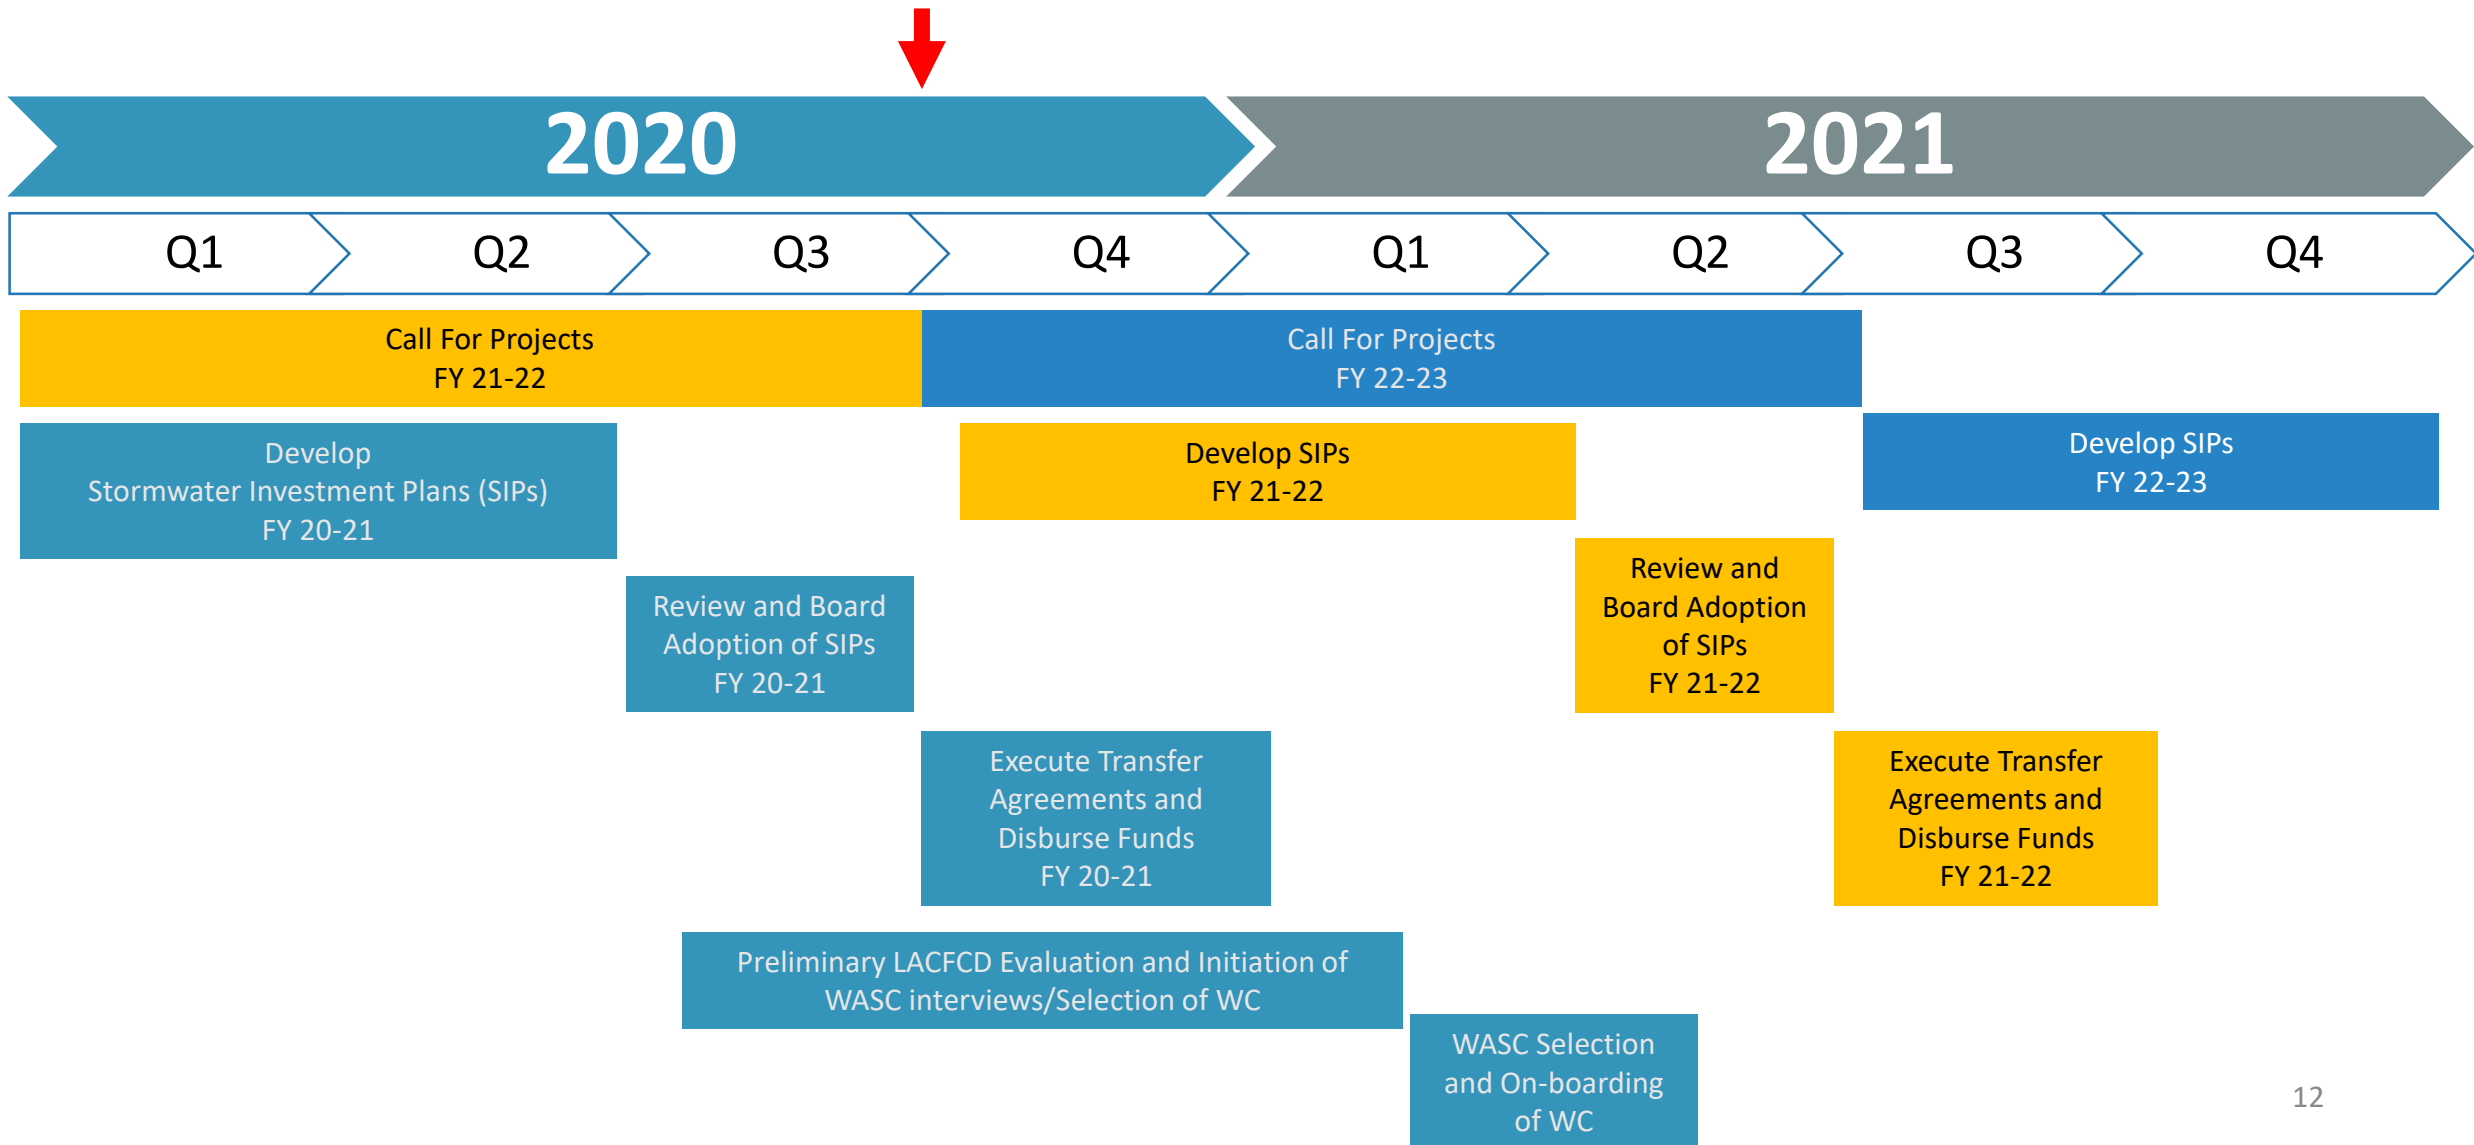 2020
2021
Q1
Q2
Q3
Q4
Q1
Q2
Q3
Q4
Call For Projects
FY 21-22
Call For Projects
FY 22-23
Develop
Stormwater Investment Plans (SIPs)
FY 20-21
Develop SIPs
FY 21-22
Develop SIPs
FY 22-23
Review and Board
Adoption of SIPs
FY 20-21
Review and
Board Adoption
of SIPs
FY 21-22
Execute Transfer
Agreements and
Disburse Funds
FY 20-21
Execute Transfer
Agreements and
Disburse Funds
FY 21-22
Preliminary LACFCD Evaluation and Initiation of
WASC interviews/Selection of WC
WASC Selection
and On-boarding
of WC
12